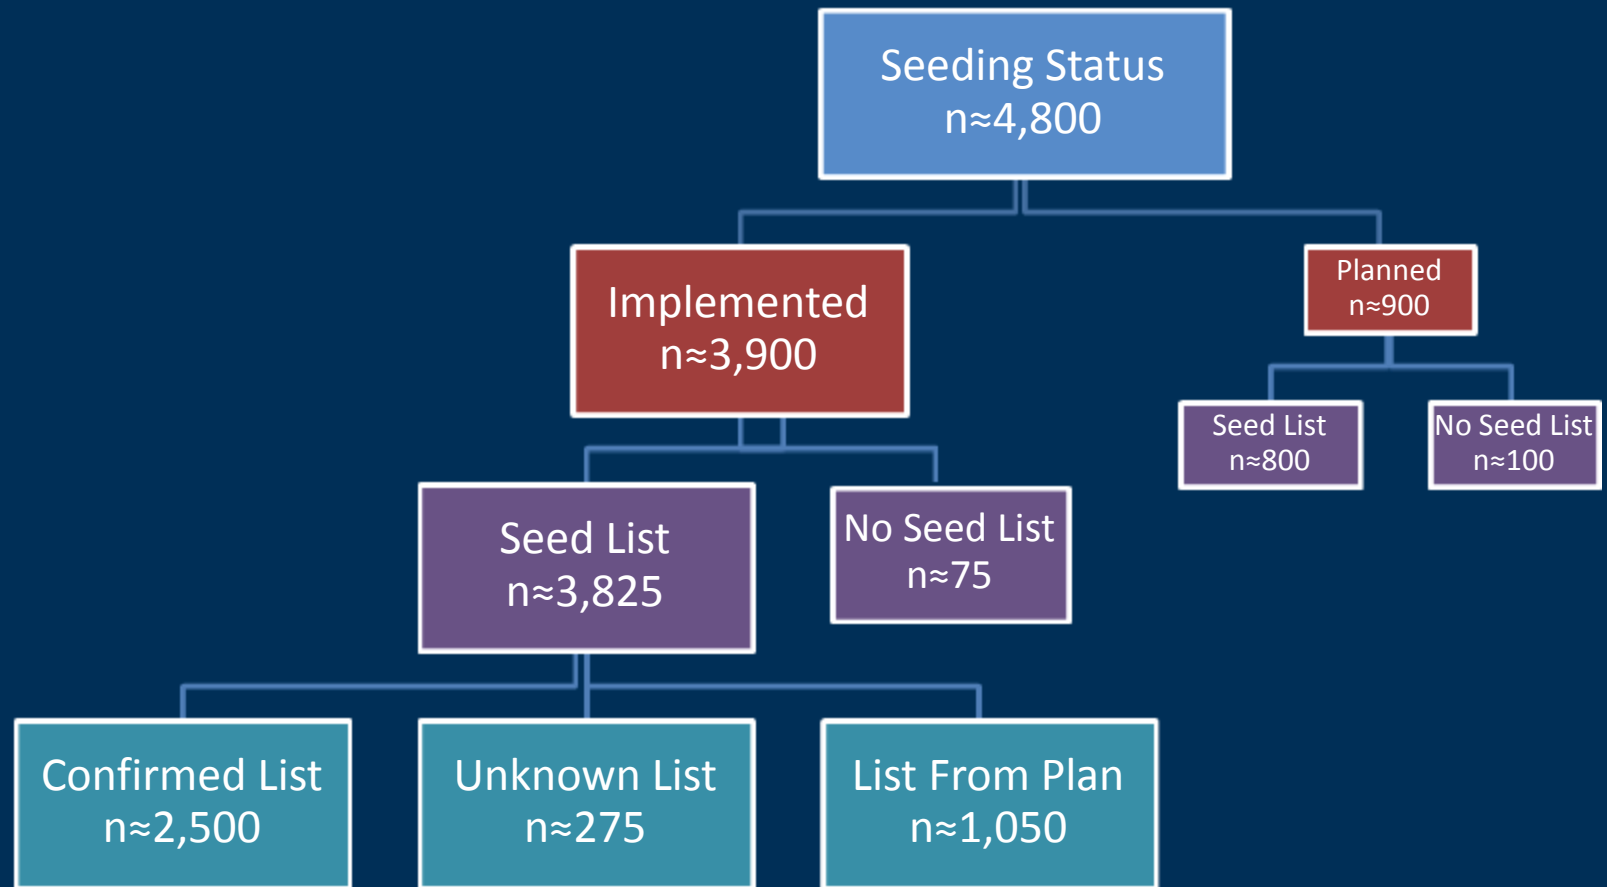 Seeding Status
n≈4,800
Implemented
n≈3,900
Planned
n≈900
Seed List
n≈800
No Seed List
n≈100
Seed List
n≈3,825
No Seed List
n≈75
Confirmed List
n≈2,500
Unknown List
n≈275
List From Plan
n≈1,050